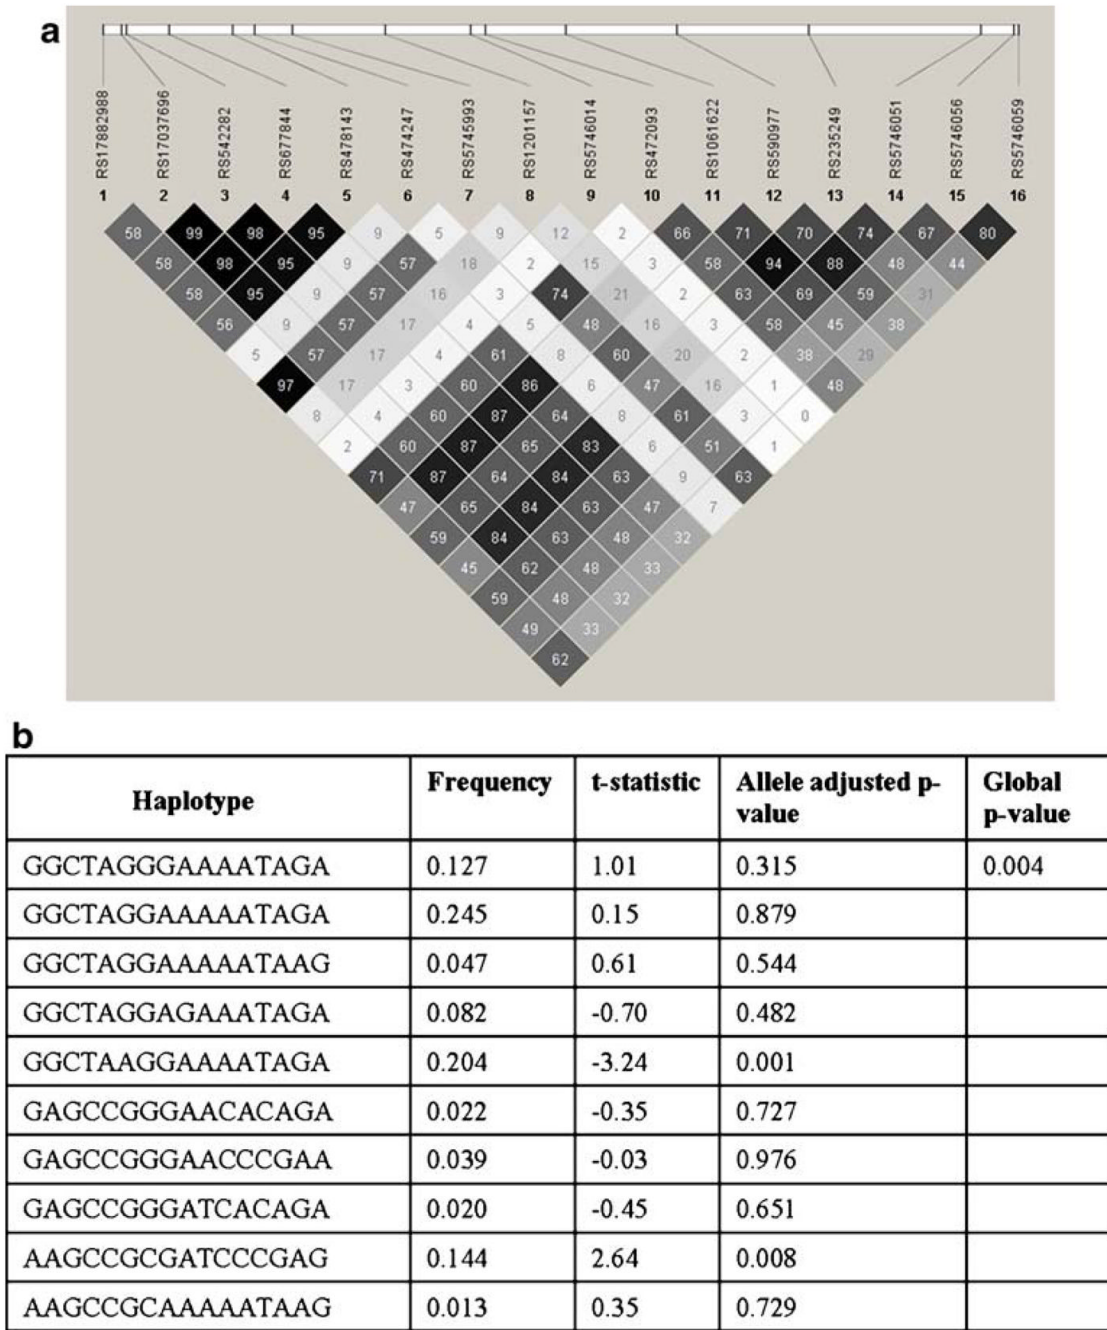 a
RS17882988 RS17037696 RS542282 RS677844 RS478143 RS474247 RS5745993 RS1201157 RS5746014 RS472093 RS1061622 RS590977 RS235249 RS5746051 RS5746056 RS5746059
1 2 3 4 5 6 7 8 9 10 11 12 13 14 15 16
58 99 98 95 9 5 9 12 2 66 71 70 74 67 80
58 98 95 9 57 18 2 15 3 58 94 88 48 44
58 95 9 57 16 3 74 21 2 63 69 59 31
56 9 57 17 4 5 48 16 3 58 45 38
5 57 17 4 61 8 60 20 2 38 29
97 17 3 60 86 6 47 16 1 48
8 4 60 87 64 8 61 3 0
2 60 87 65 83 6 51 1
71 87 64 84 63 9 63
47 65 84 63 47 7
59 84 63 48 32
45 62 48 33
59 48 32
49 33
62
b
Haplotype Frequency t-statistic Allele adjusted p-value Global p-value
GGCTAGGGAAAATAGA 0.127 1.01 0.315 0.004
GGCTAGGAAAAATAGA 0.245 0.15 0.879
GGCTAGGAAAAATAAG 0.047 0.61 0.544
GGCTAGGAGAAATAGA 0.082 -0.70 0.482
GGCTAAGGAAAATAGA 0.204 -3.24 0.001
GAGCCGGGAACACAGA 0.022 -0.35 0.727
GAGCCGGGAACCCGAA 0.039 -0.03 0.976
GAGCCGGGATCACAGA 0.020 -0.45 0.651
AAGCCGCGATCCCGAG 0.144 2.64 0.008
AAGCCGCAAAAATAAG 0.013 0.35 0.729